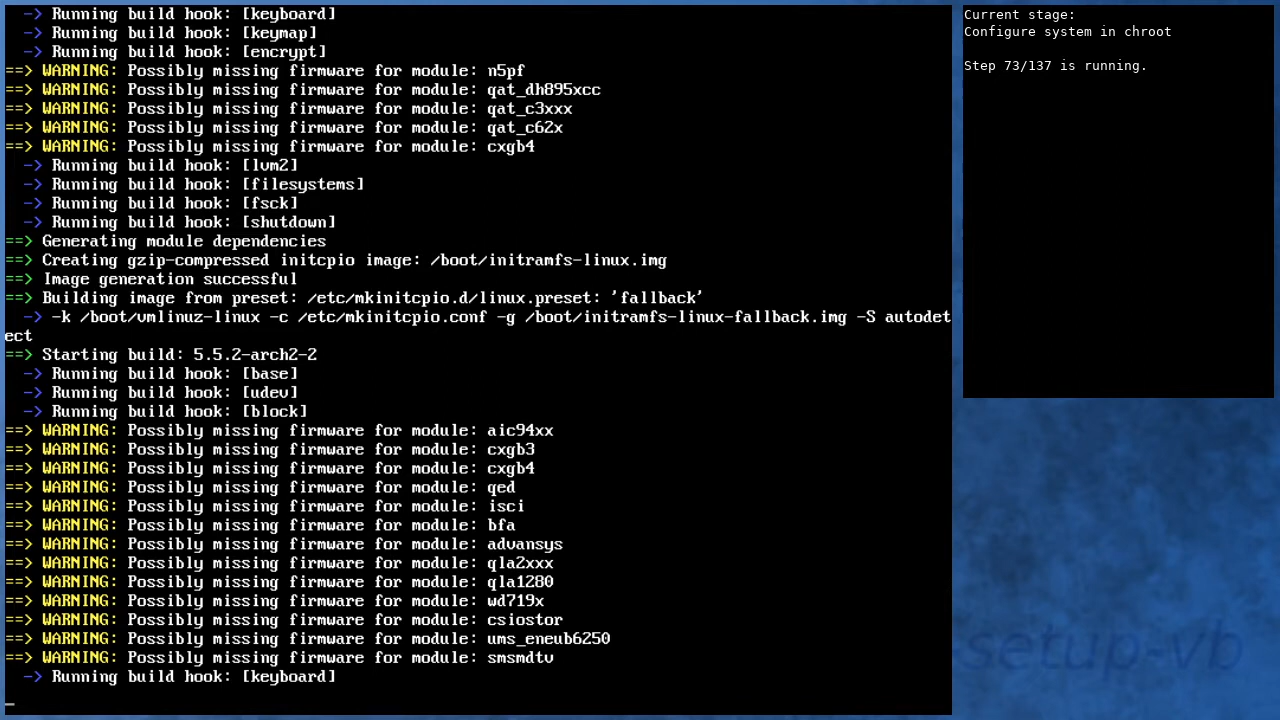 -> Running build hook: [keyboard]
-> Running build hook: [keymap]
-> Running build hook: [encrypt]
==> WARNING: Possibly missing firmware for module: n5pf
==> WARNING: Possibly missing firmware for module: qat_dh895xcc
==> WARNING: Possibly missing firmware for module: qat_c3xxx
==> WARNING: Possibly missing firmware for module: qat_c62x
==> WARNING: Possibly missing firmware for module: cxgb4
-> Running build hook: [lvm2]
-> Running build hook: [filesystems]
-> Running build hook: [fsck]
-> Running build hook: [shutdown]
==> Generating module dependencies
==> Creating gzip-compressed initcpio image: /boot/initramfs-linux.img
==> Image generation successful
==> Building image from preset: /etc/mkinitcpio.d/linux.preset: 'fallback'
-> -k /boot/vmlinuz-linux -c /etc/mkinitcpio.conf -g /boot/initramfs-linux-fallback.img -S autodet
ect
==> Starting build: 5.5.2-arch2-2
-> Running build hook: [base]
-> Running build hook: [udev]
-> Running build hook: [block]
==> WARNING: Possibly missing firmware for module: aic94xx
==> WARNING: Possibly missing firmware for module: cxgb3
==> WARNING: Possibly missing firmware for module: cxgb4
==> WARNING: Possibly missing firmware for module: qed
==> WARNING: Possibly missing firmware for module: isci
==> WARNING: Possibly missing firmware for module: bfa
==> WARNING: Possibly missing firmware for module: advansys
==> WARNING: Possibly missing firmware for module: qla2xxx
==> WARNING: Possibly missing firmware for module: qla1280
==> WARNING: Possibly missing firmware for module: wd719x
==> WARNING: Possibly missing firmware for module: csiostor
==> WARNING: Possibly missing firmware for module: ums_eneub6250
==> WARNING: Possibly missing firmware for module: smsmdtv
-> Running build hook: [keyboard]
Current stage:
Configure system in chroot
Step 73/137 is running.
setup-vb